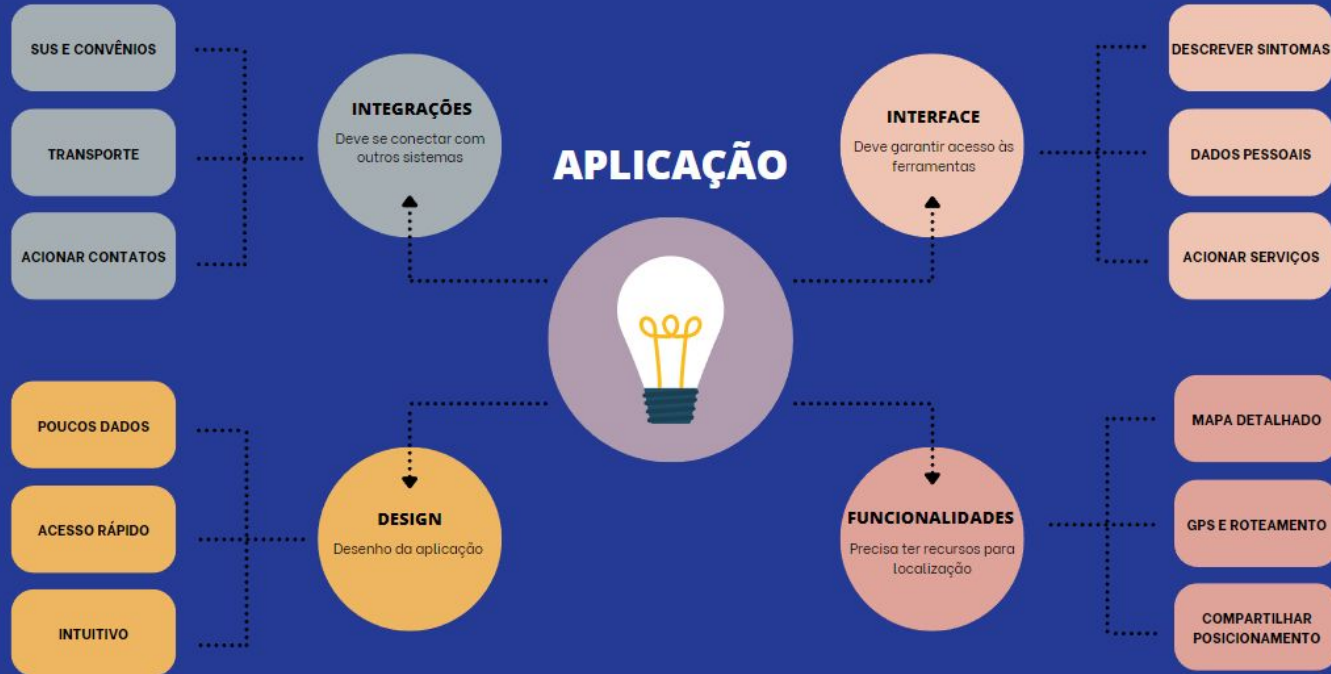 SUS E CONVÊNIOS
TRANSPORTE
ACIONAR CONTATOS
INTEGRAÇÕES
Deve se conectar com
outros sistemas
APLICAÇÃO
INTERFACE
Deve garantir acesso às
ferramentas
DESCREVER SINTOMAS
DADOS PESSOAIS
ACIONAR SERVIÇOS
POUCOS DADOS
ACESSO RÁPIDO
INTUITIVO
DESIGN
Desenho da aplicação
FUNCIONALIDADES
Precisa ter recursos para
localização
MAPA DETALHADO
GPS E ROTEAMENTO
COMPARTILHAR
POSICIONAMENTO